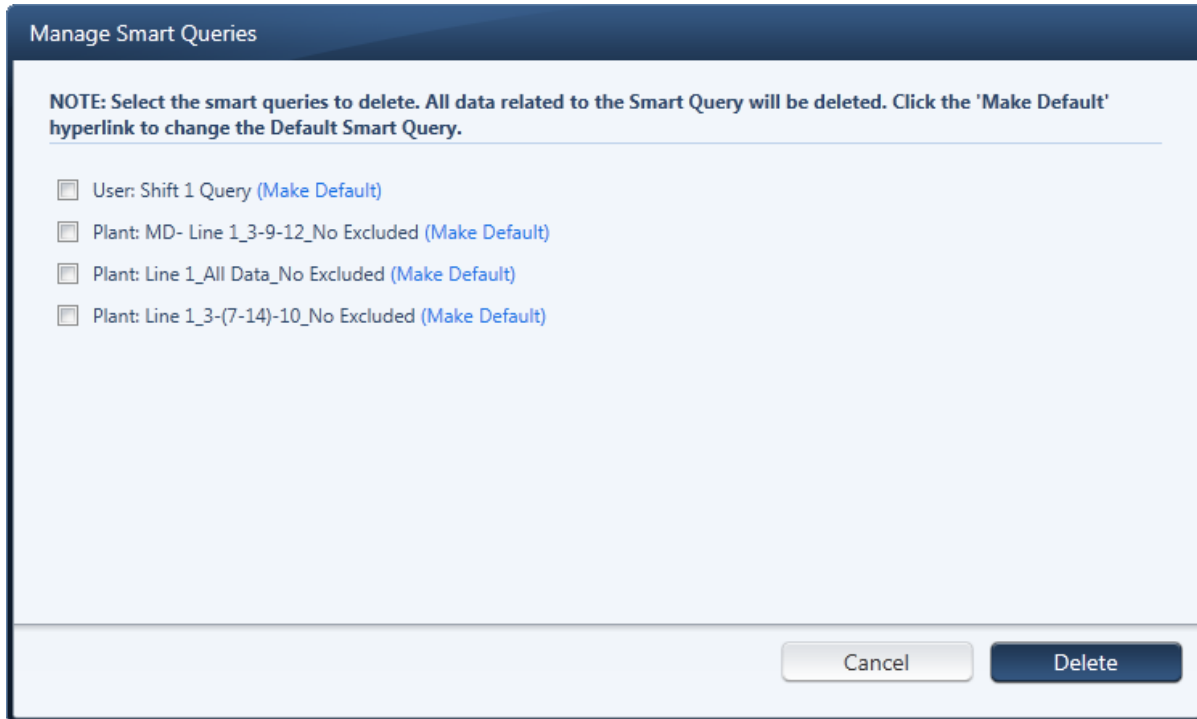 Manage Smart Queries
NOTE: Select the smart queries to delete. All data related to the Smart Query will be deleted. Click the 'Make Default'
hyperlink to change the Default Smart Query.
User: Shift 1 Query (Make Default)
Plant: MD- Line 1_3-9-12_No Excluded (Make Default)
Plant: Line 1_All Data_No Excluded (Make Default)
Plant: Line 1_3-(7-14)-10_No Excluded (Make Default)
Cancel
Delete